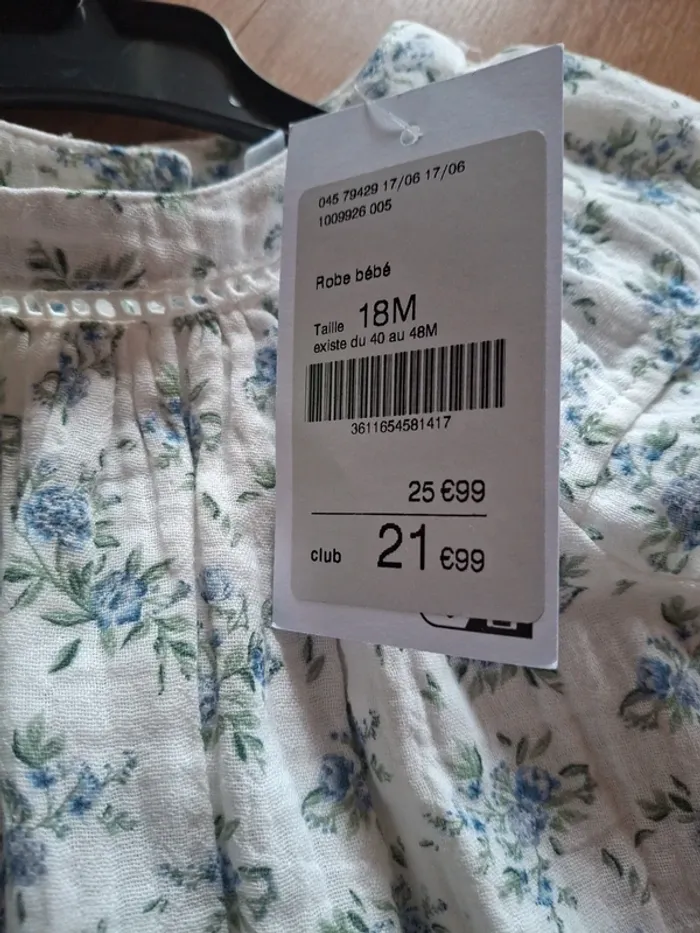 045 79429 17/06 17/06
1009926 005
Robe bébé
Taille 18M
existe du 40 au 48M
3611654581417
25 €99
club 21 €99